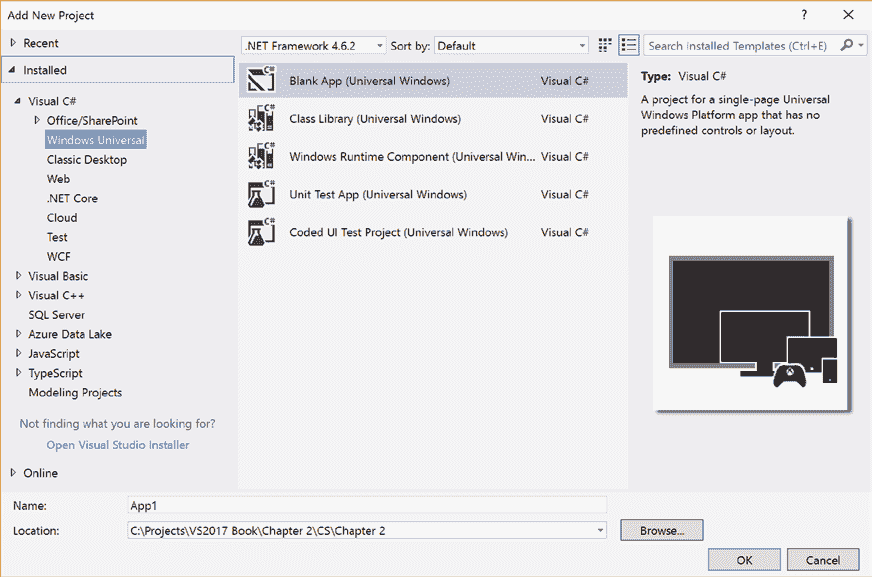 Add New Project
?
Recent
Installed
Visual C#
Office/SharePoint
Windows Universal
Classic Desktop
Web
.NET Core
Cloud
Test
WCF
Visual Basic
Visual C++
SQL Server
Azure Data Lake
JavaScript
TypeScript
Modeling Projects
Not finding what you are looking for?
Open Visual Studio Installer
Online
.NET Framework 4.6.2 Sort by: Default
Search Installed Templates (Ctrl+E)
C# Blank App (Universal Windows) Visual C#
C# Class Library (Universal Windows) Visual C#
C# Windows Runtime Component (Universal Win... Visual C#
C# Unit Test App (Universal Windows) Visual C#
C# Coded UI Test Project (Universal Windows) Visual C#
Type: Visual C#
A project for a single-page Universal
Windows Platform app that has no
predefined controls or layout.
Name: App1
Location: C:\Projects\VS2017 Book\Chapter 2\CS\Chapter 2
Browse...
OK Cancel